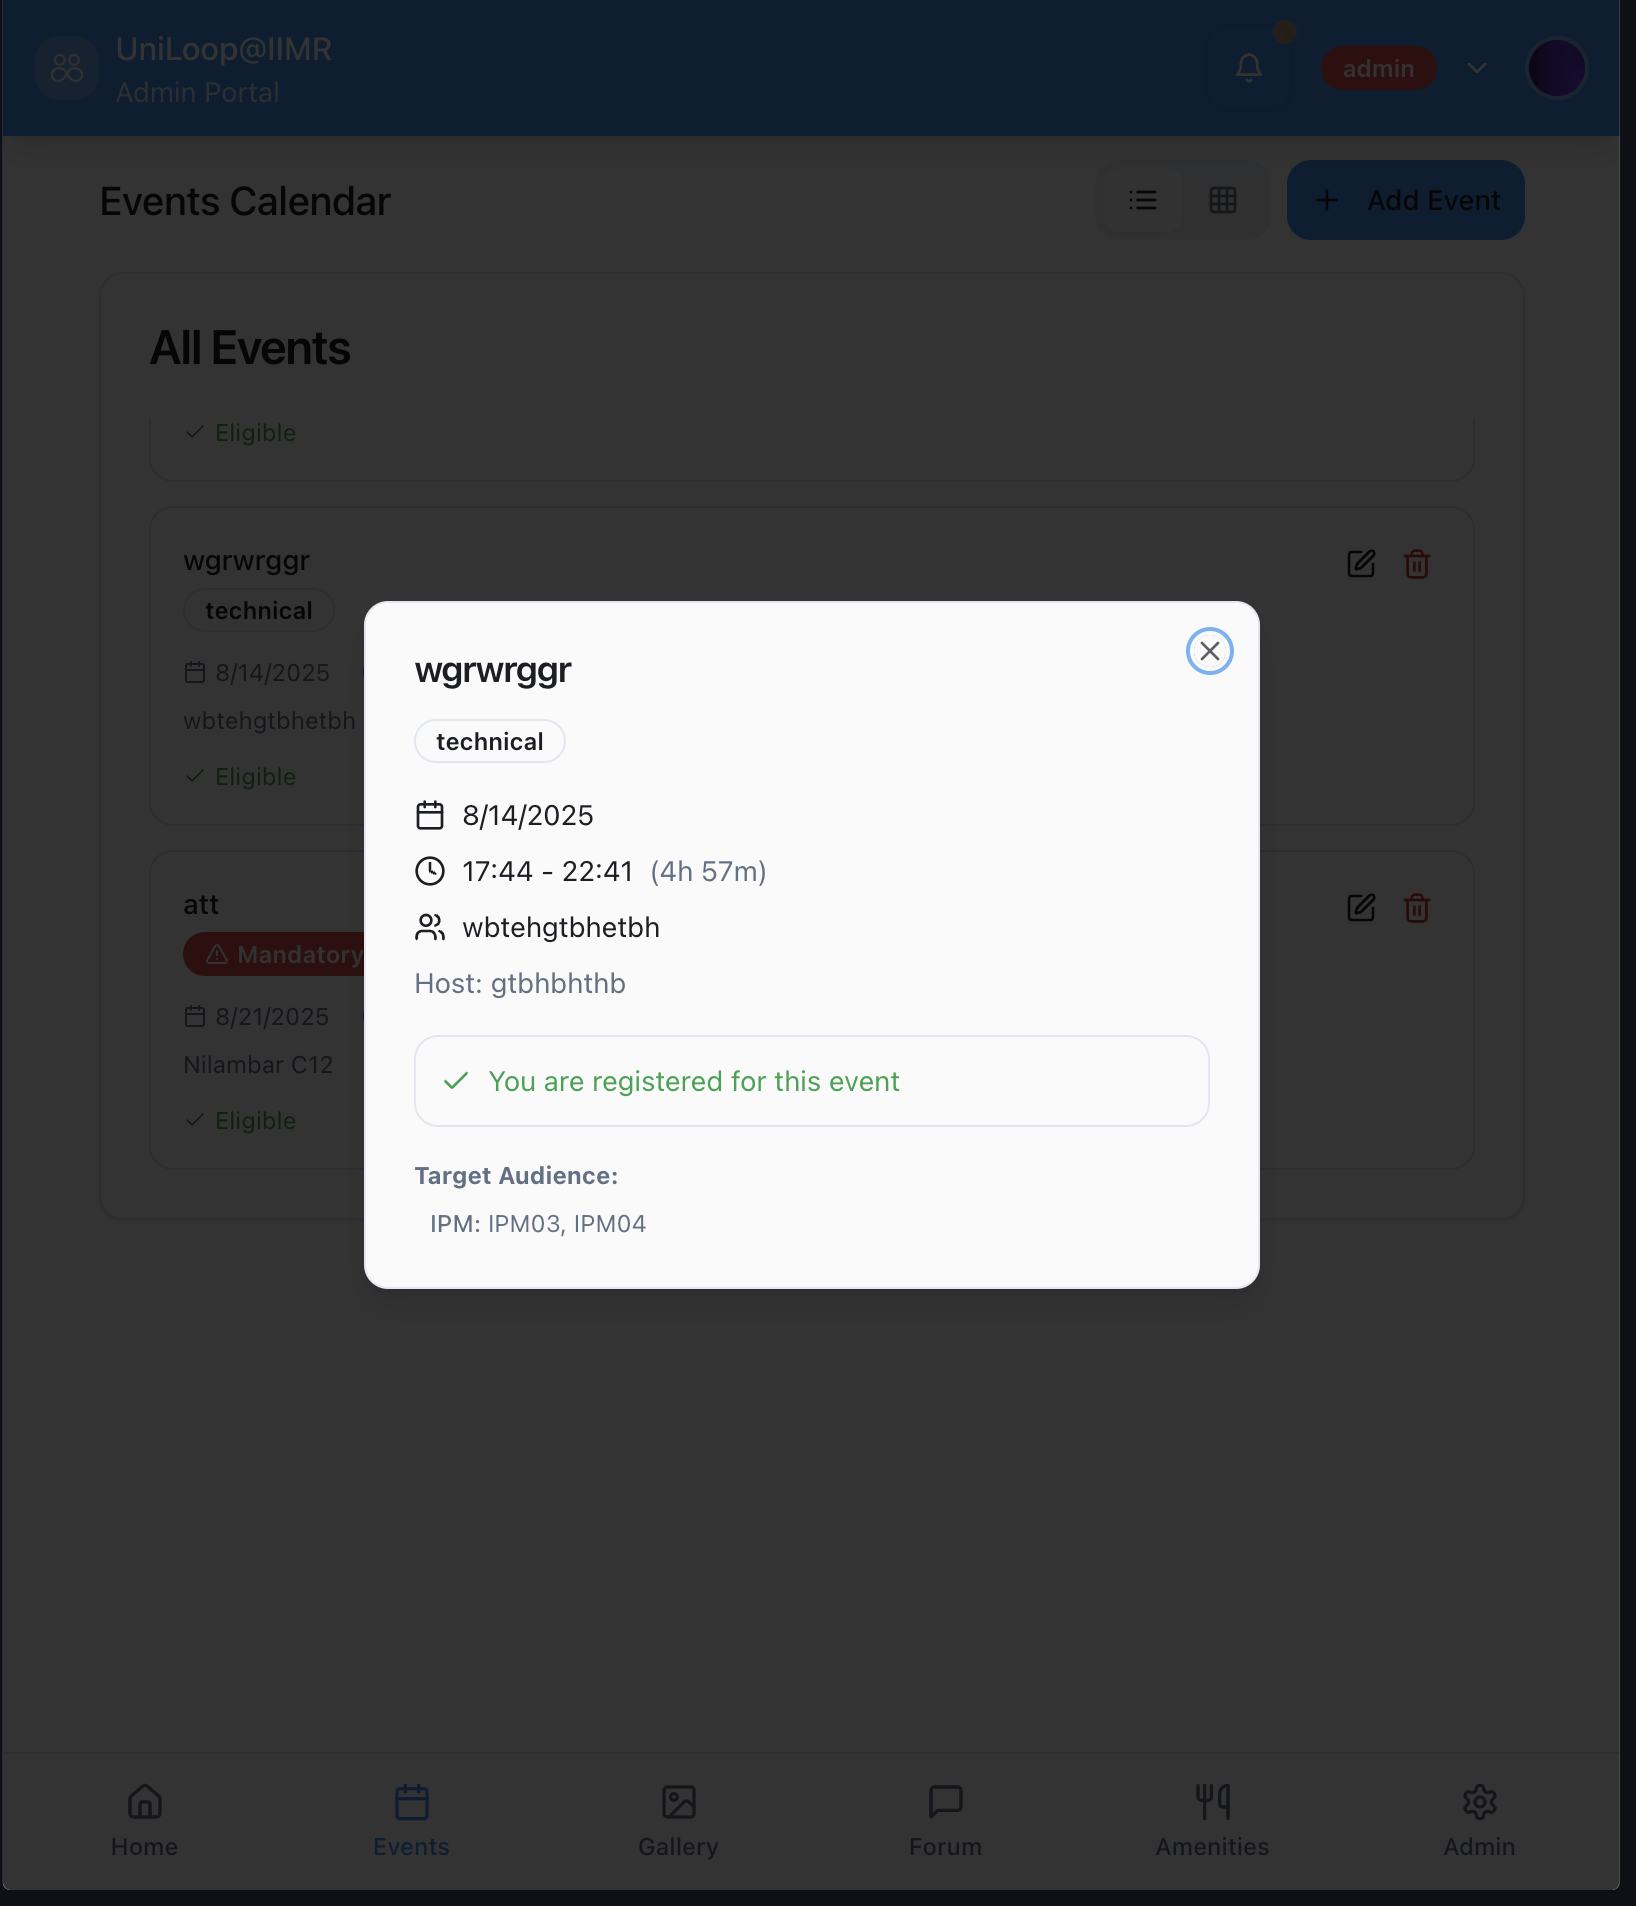 UniLoop@IIMR
Admin Portal
admin
Events Calendar
Add Event
All Events
Eligible
wgrwrggr
technical
8/14/2025
wbtehgtbhetbh
Eligible
att
Mandatory
8/21/2025
Nilambar C12
Eligible
wgrwrggr
technical
8/14/2025
17:44 - 22:41 (4h 57m)
wbtehgtbhetbh
Host: gtbhbhthb
You are registered for this event
Target Audience:
IPM: IPM03, IPM04
Home
Events
Gallery
Forum
Amenities
Admin